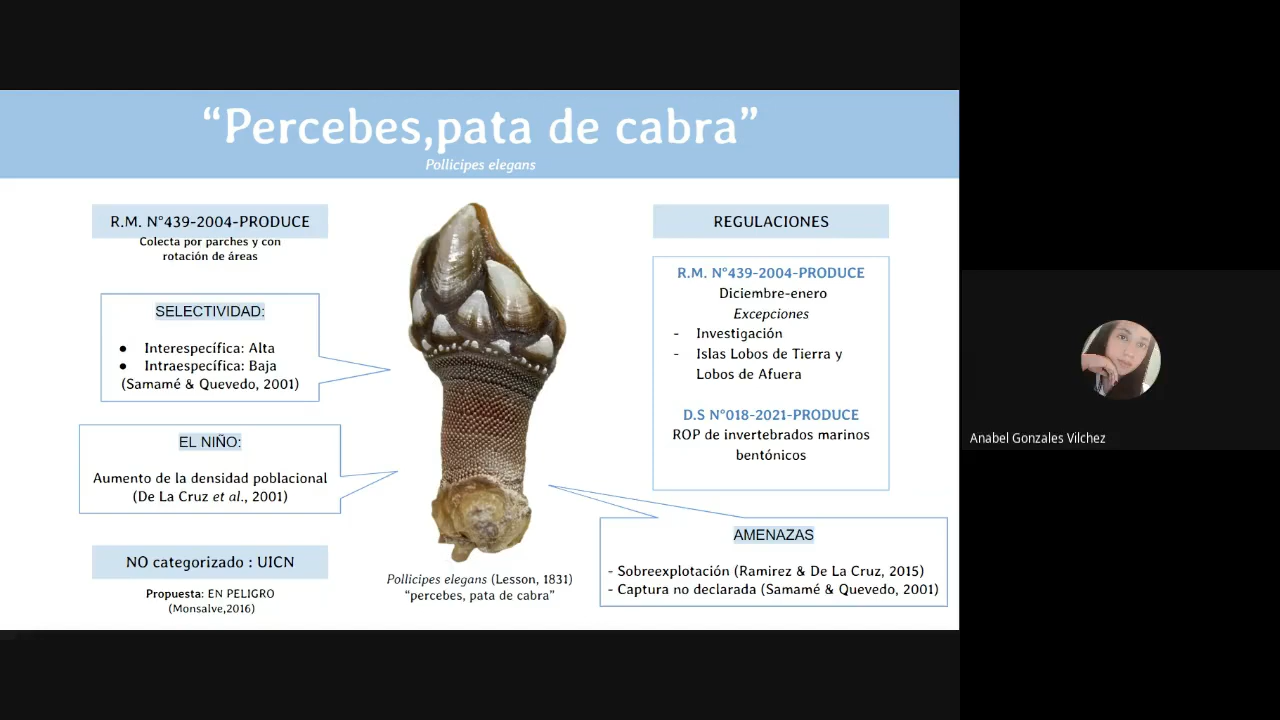 “Percebes,pata de cabra”
Pollicipes elegans
R.M. N°439-2004-PRODUCE
Colecta por parches y con
rotación de áreas
SELECTIVIDAD:
● Interespecífica: Alta
● Intraespecífica: Baja
(Samamé & Quevedo, 2001)
EL NIÑO:
Aumento de la densidad poblacional
(De La Cruz et al., 2001)
NO categorizado : UICN
Propuesta: EN PELIGRO
(Monsalve,2016)
Pollicipes elegans (Lesson, 1831)
“percebes, pata de cabra”
REGULACIONES
R.M. N°439-2004-PRODUCE
Diciembre-enero
Excepciones
- Investigación
- Islas Lobos de Tierra y
Lobos de Afuera
D.S N°018-2021-PRODUCE
ROP de invertebrados marinos
bentónicos
AMENAZAS
- Sobreexplotación (Ramirez & De La Cruz, 2015)
- Captura no declarada (Samamé & Quevedo, 2001)
Anabel Gonzales Vilchez